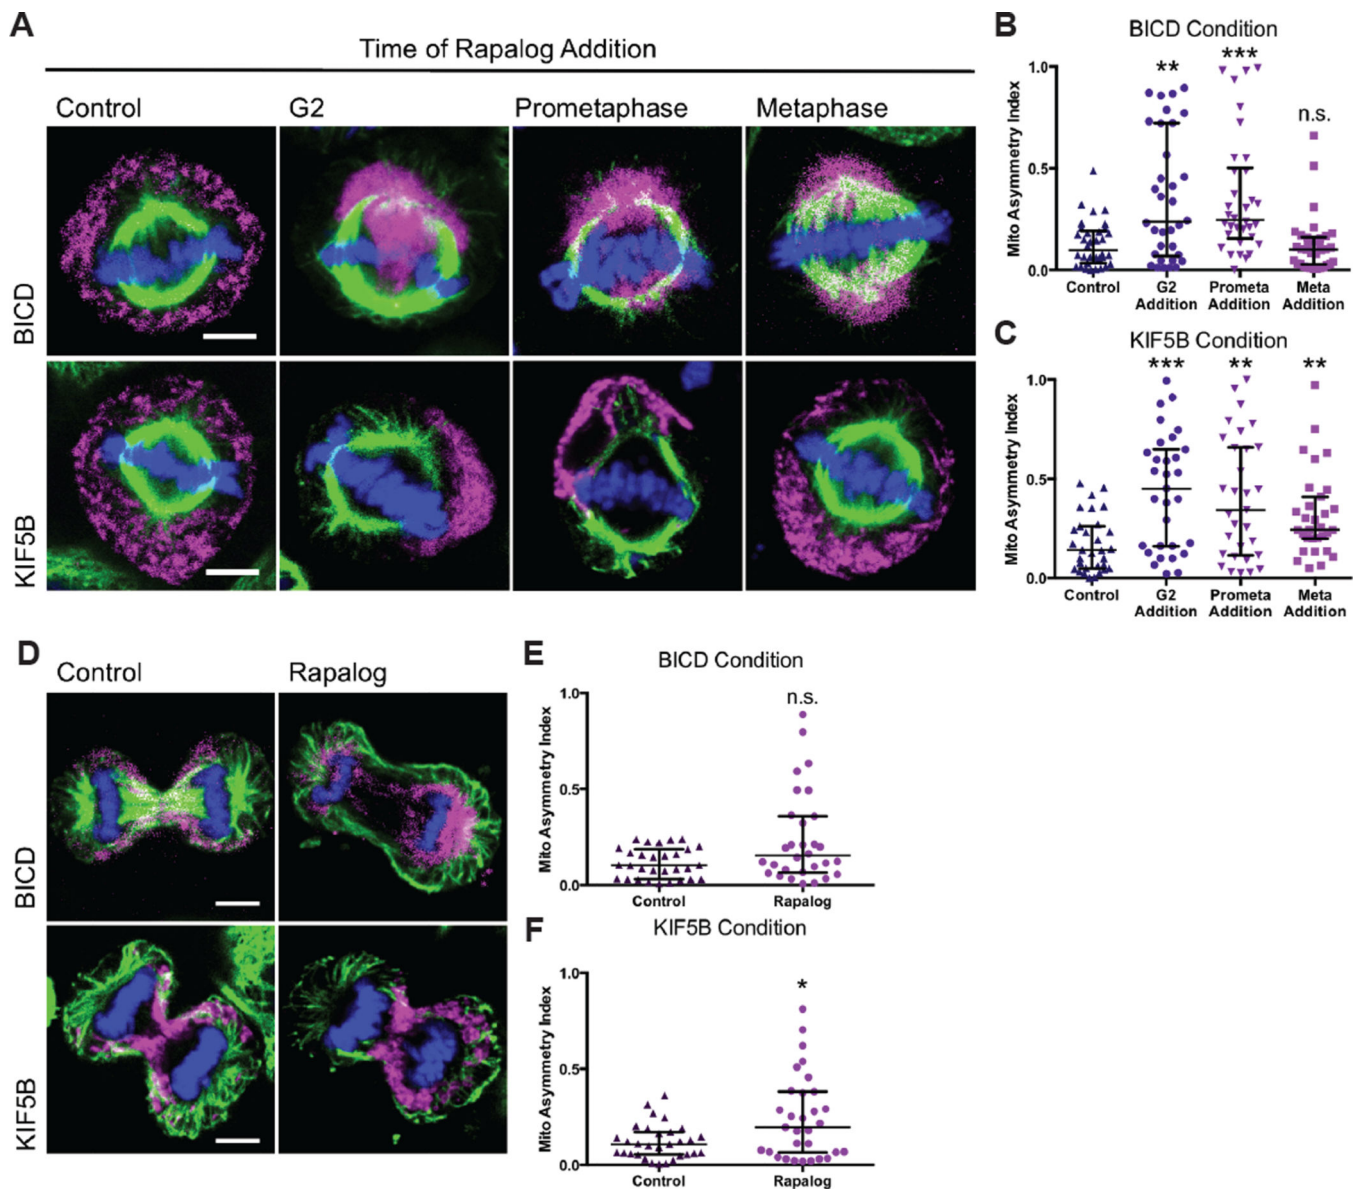 A
Time of Rapalog Addition
Control
G2
Prometaphase
Metaphase
BICD
KIF5B
B
BICD Condition
Mito Asymmetry Index
1.0
0.5
0.0
**
***
n.s.
Control
G2 Addition
Prometa Addition
Meta Addition
C
KIF5B Condition
Mito Asymmetry Index
1.0
0.5
0.0
***
**
**
Control
G2 Addition
Prometa Addition
Meta Addition
D
Control
Rapalog
BICD
KIF5B
E
BICD Condition
Mito Asymmetry Index
1.0
0.5
0.0
n.s.
Control
Rapalog
F
KIF5B Condition
Mito Asymmetry Index
1.0
0.5
0.0
*
Control
Rapalog